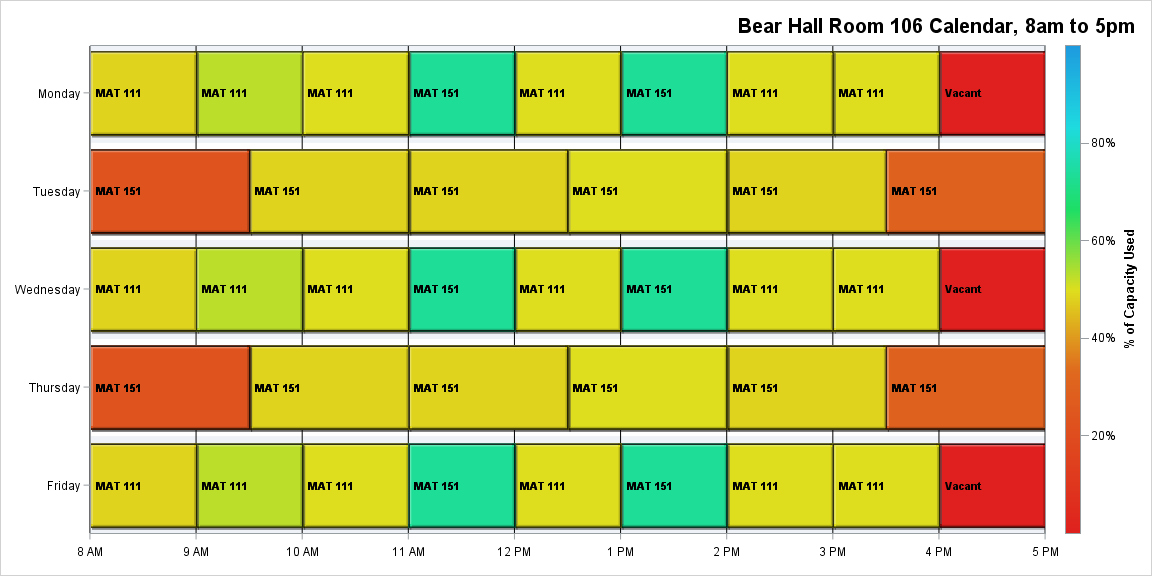 Bear Hall Room 106 Calendar, 8am to 5pm
Monday
MAT 111
MAT 111
MAT 111
MAT 151
MAT 111
MAT 151
MAT 111
MAT 111
Vacant
Tuesday
MAT 151
MAT 151
MAT 151
MAT 151
MAT 151
MAT 151
Wednesday
MAT 111
MAT 111
MAT 111
MAT 151
MAT 111
MAT 151
MAT 111
MAT 111
Vacant
Thursday
MAT 151
MAT 151
MAT 151
MAT 151
MAT 151
MAT 151
Friday
MAT 111
MAT 111
MAT 111
MAT 151
MAT 111
MAT 151
MAT 111
MAT 111
Vacant
8 AM
9 AM
10 AM
11 AM
12 PM
1 PM
2 PM
3 PM
4 PM
5 PM
80%
60%
40%
20%
% of Capacity Used